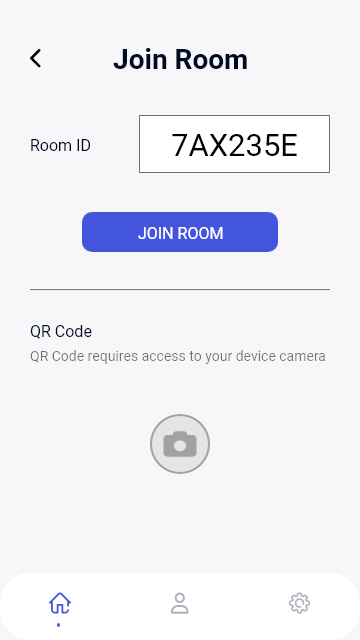 Join Room
Room ID
7AX235E
JOIN ROOM
QR Code
QR Code requires access to your device camera